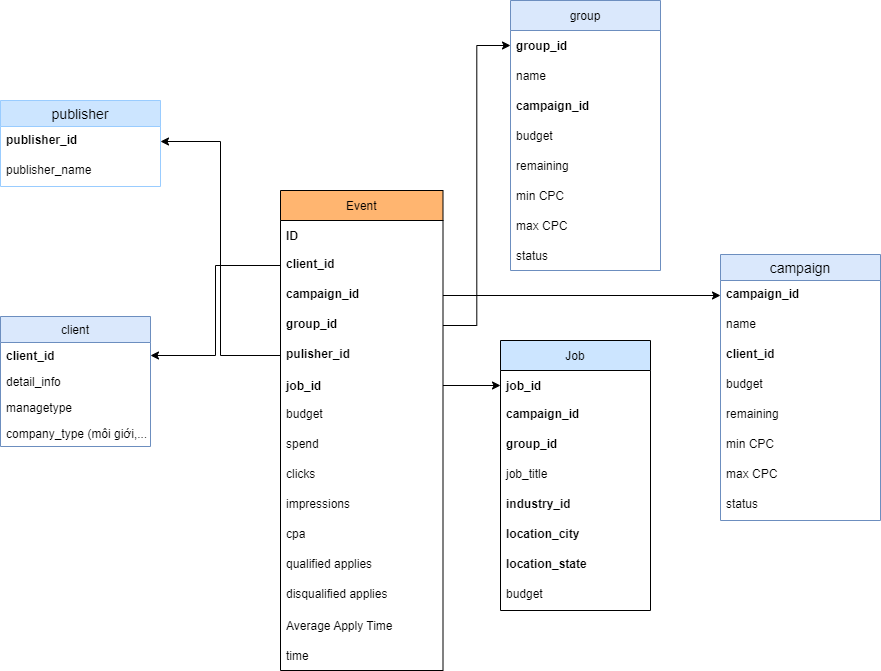 group
group_id
name
campaign_id
budget
remaining
min CPC
max CPC
status
publisher
publisher_id
publisher_name
Event
ID
client_id
campaign_id
group_id
pulisher_id
job_id
budget
spend
clicks
impressions
cpa
qualified applies
disqualified applies
Average Apply Time
time
client
client_id
detail_info
managetype
company_type (môi giới,...
Job
job_id
campaign_id
group_id
job_title
industry_id
location_city
location_state
budget
campaign
campaign_id
name
client_id
budget
remaining
min CPC
max CPC
status